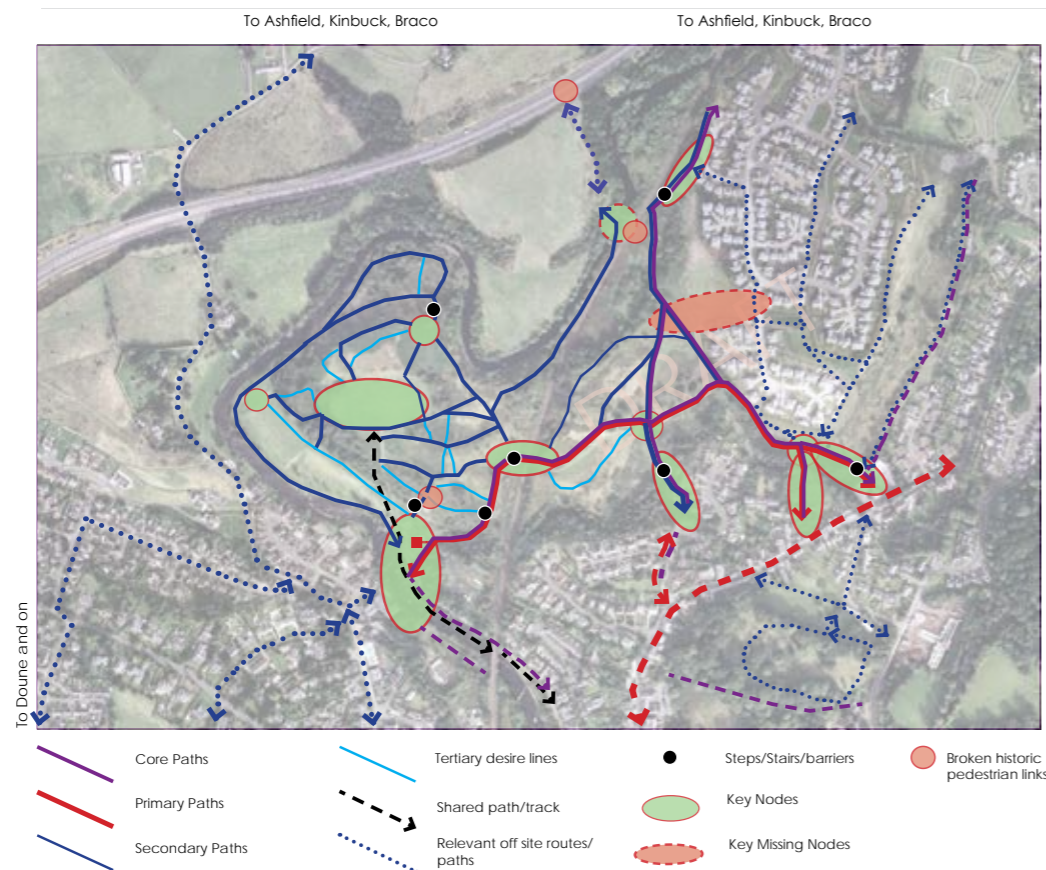 To Ashfield, Kinbuck, Braco
To Ashfield, Kinbuck, Braco
To Doune and on
Core Paths
Primary Paths
Secondary Paths
Tertiary desire lines
Shared path/track
Relevant off site routes/
paths
Steps/Stairs/barriers
Key Nodes
Key Missing Nodes
Broken historic
pedestrian links